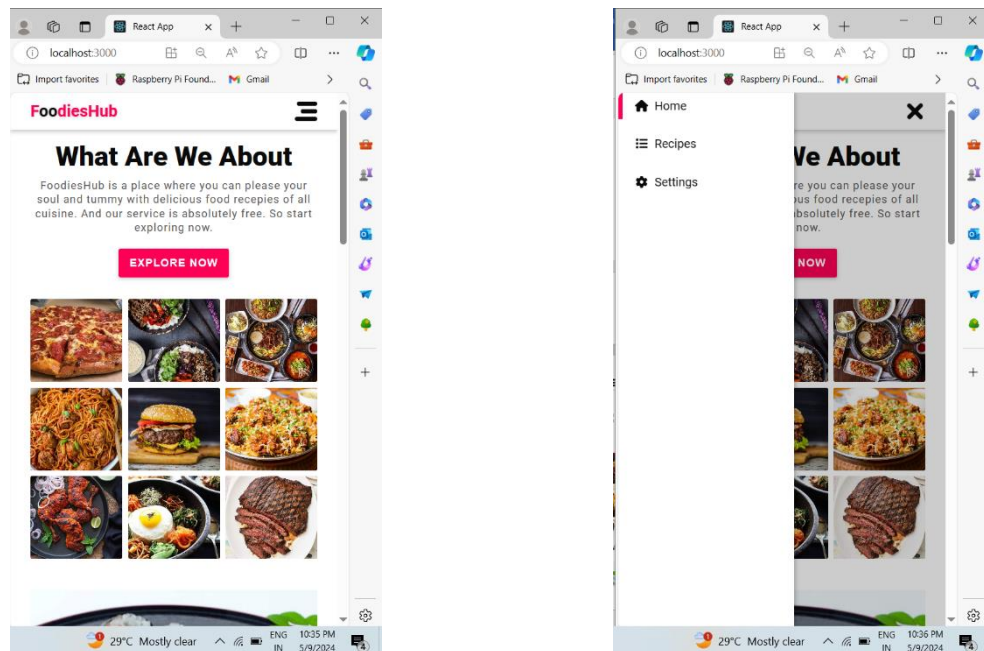 React App
localhost:3000
Import favorites Raspberry Pi Found... Gmail
FoodiesHub
What Are We About
FoodiesHub is a place where you can please your
soul and tummy with delicious food recepies of all
cuisine. And our service is absolutely free. So start
exploring now.
EXPLORE NOW
29°C Mostly clear ENG 10:35 PM
IN 5/9/2024 4
React App
localhost:3000
Import favorites Raspberry Pi Found... Gmail
Home
Recipes
Settings
We About
re you can please your
ous food recepies of all
absolutely free. So start
now.
NOW
29°C Mostly clear ENG 10:36 PM
IN 5/9/2024 4